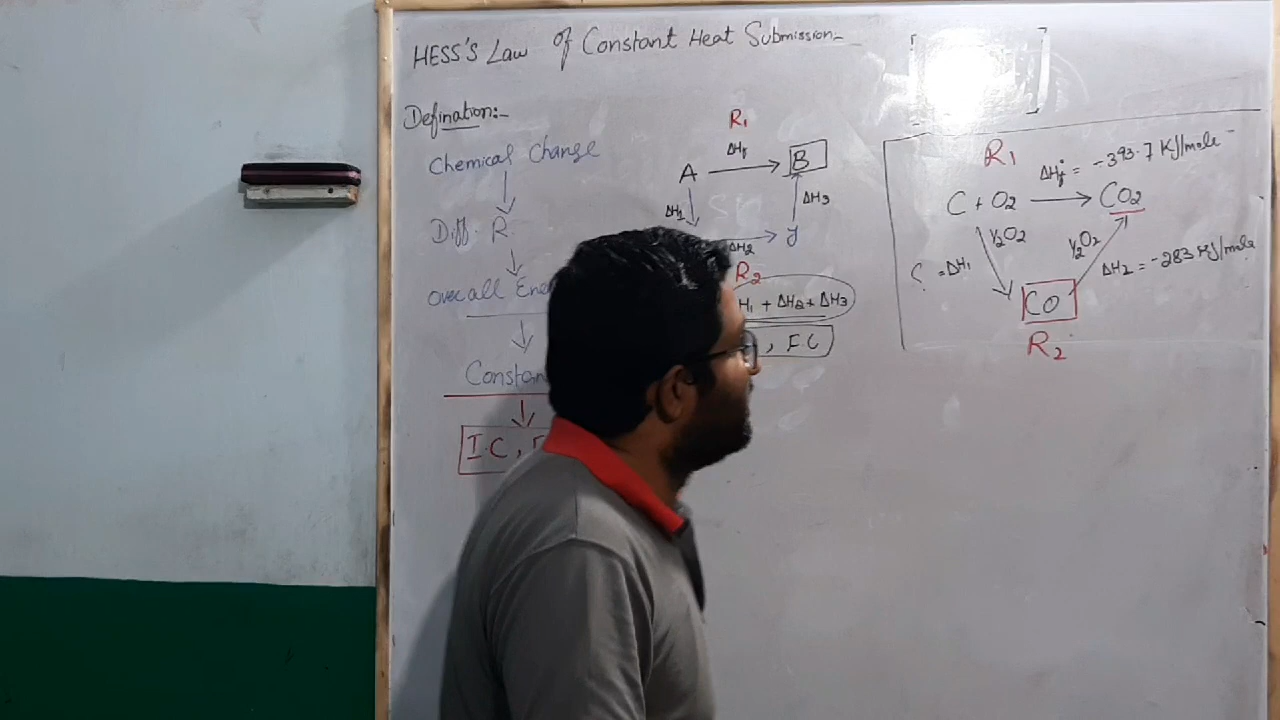 HESS'S Law of Constant Heat Submission
Defination:-
Chemical Change
Diff. R
Overall Ene
Constan
I.C,
R1
ΔHf
A → B
ΔH1
ΔH3
ΔH2 → y
R2
H1 + ΔH2 + ΔH3
, F.C
R1
ΔHf° = -393.7 KJ/mole
C + O2 → CO2
½O2
½O2
? = ΔH1
ΔH2 = -283 KJ/mole
CO
R2